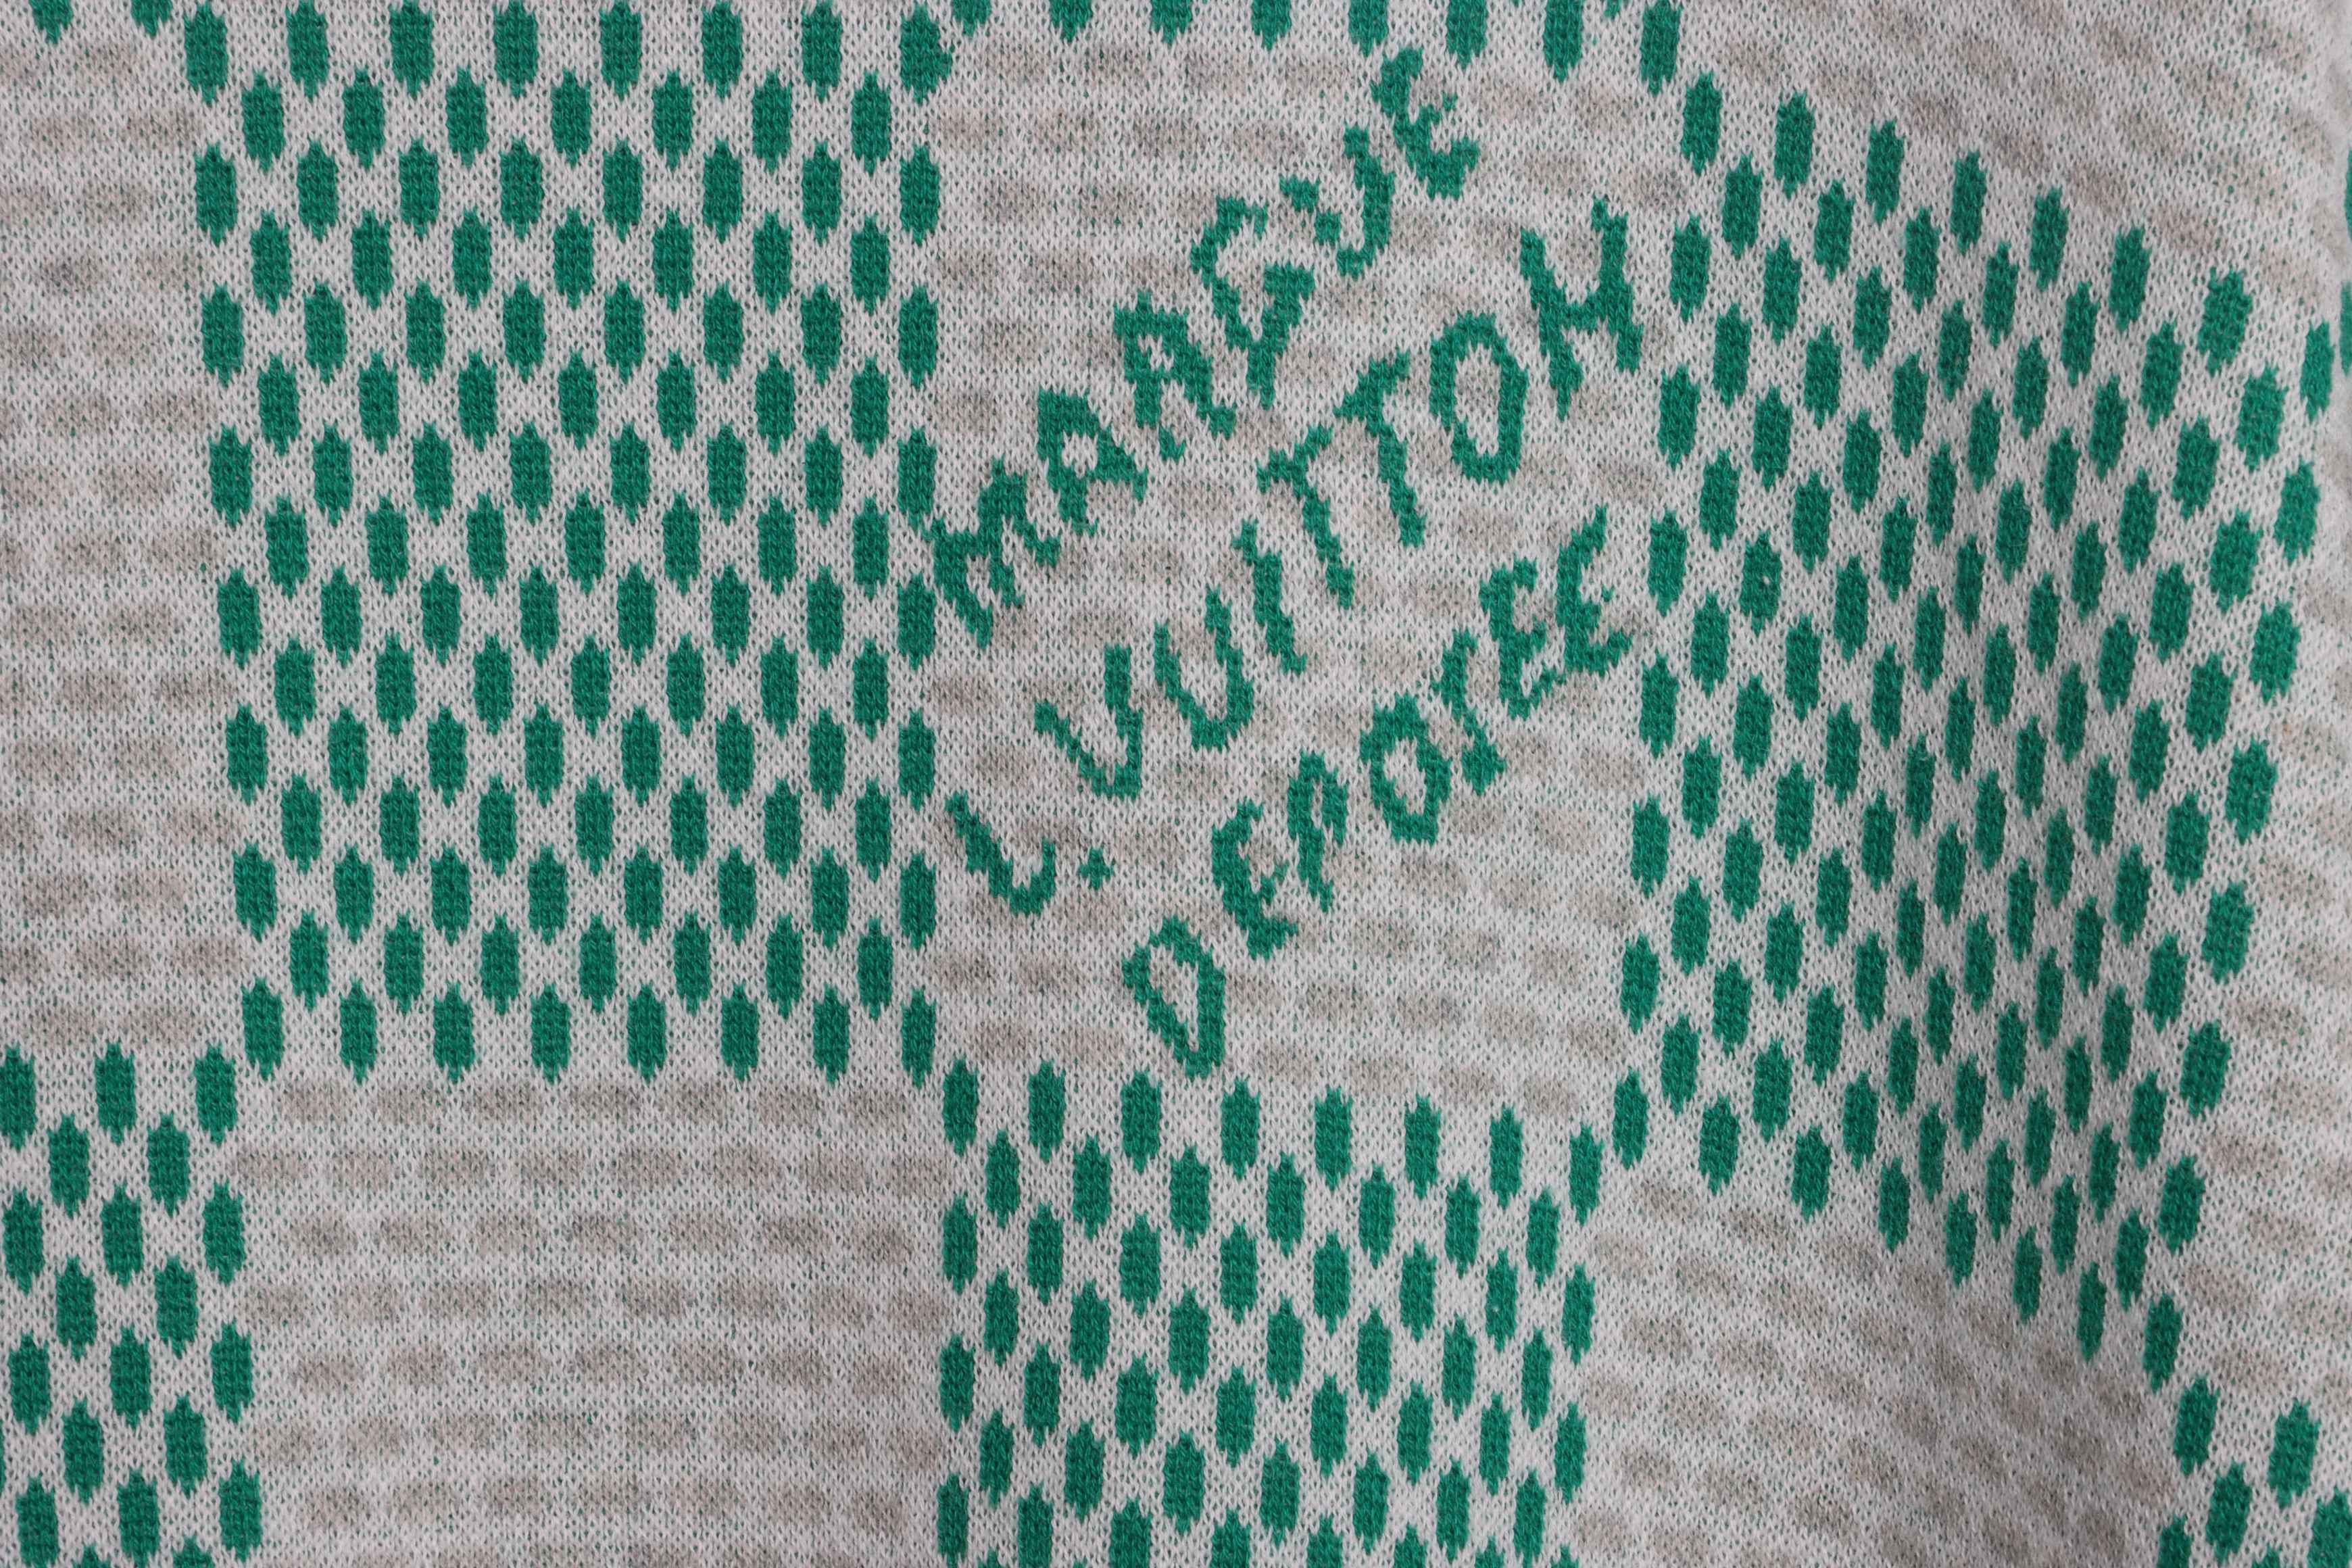 MARQUE
L. VUITTON
DEPOSEE